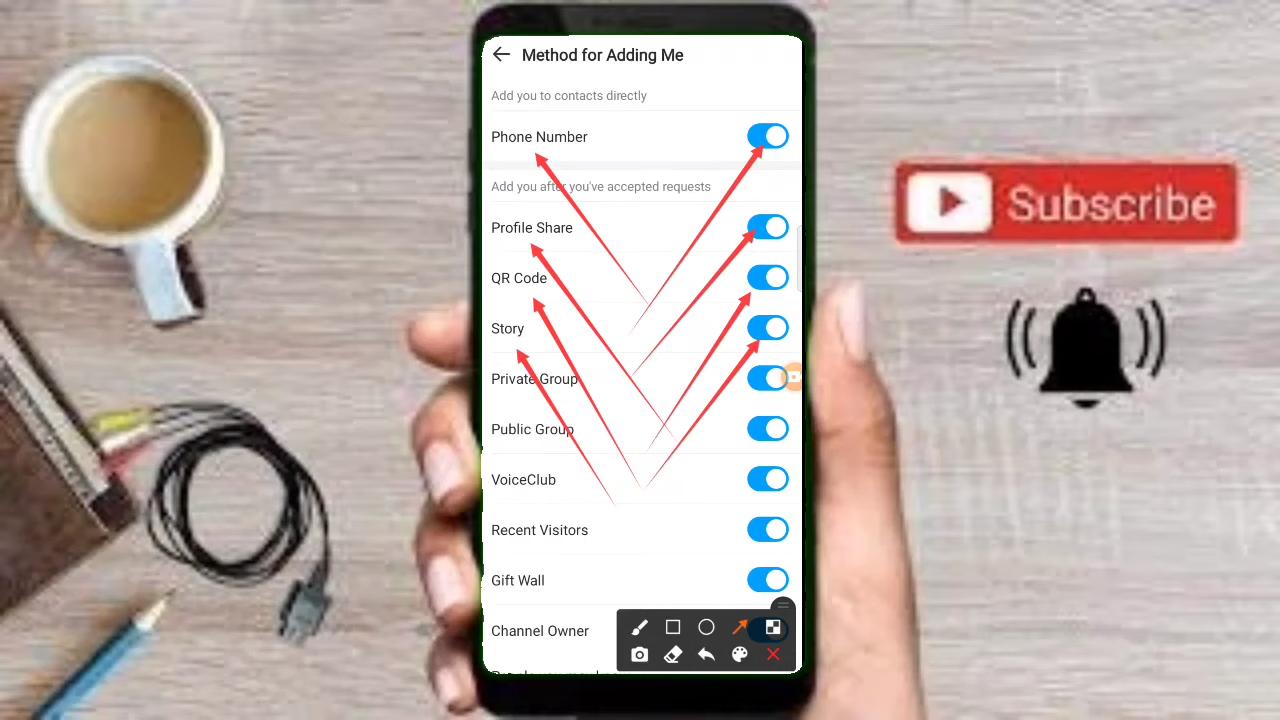 Method for Adding Me
Add you to contacts directly
Phone Number
Add you after you've accepted requests
Profile Share
QR Code
Story
Private Group
Public Group
VoiceClub
Recent Visitors
Gift Wall
Channel Owner
Subscribe